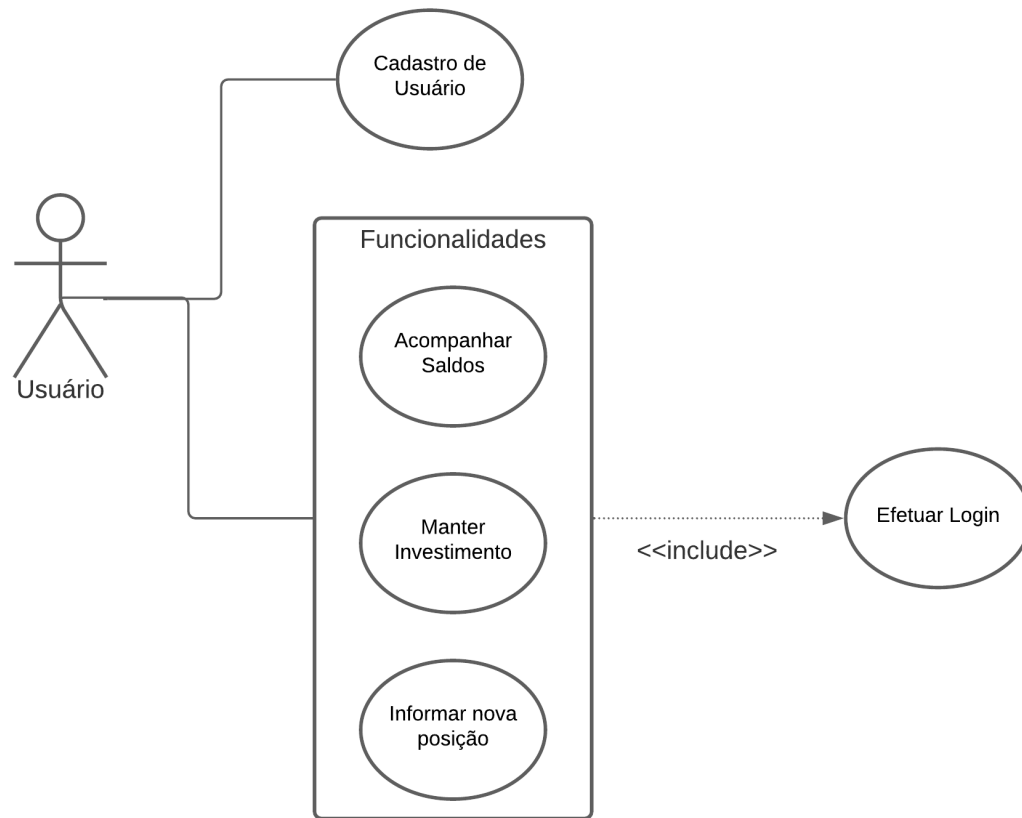 Cadastro de
Usuário
Usuário
Funcionalidades
Acompanhar
Saldos
Manter
Investimento
Informar nova
posição
<<include>>
Efetuar Login